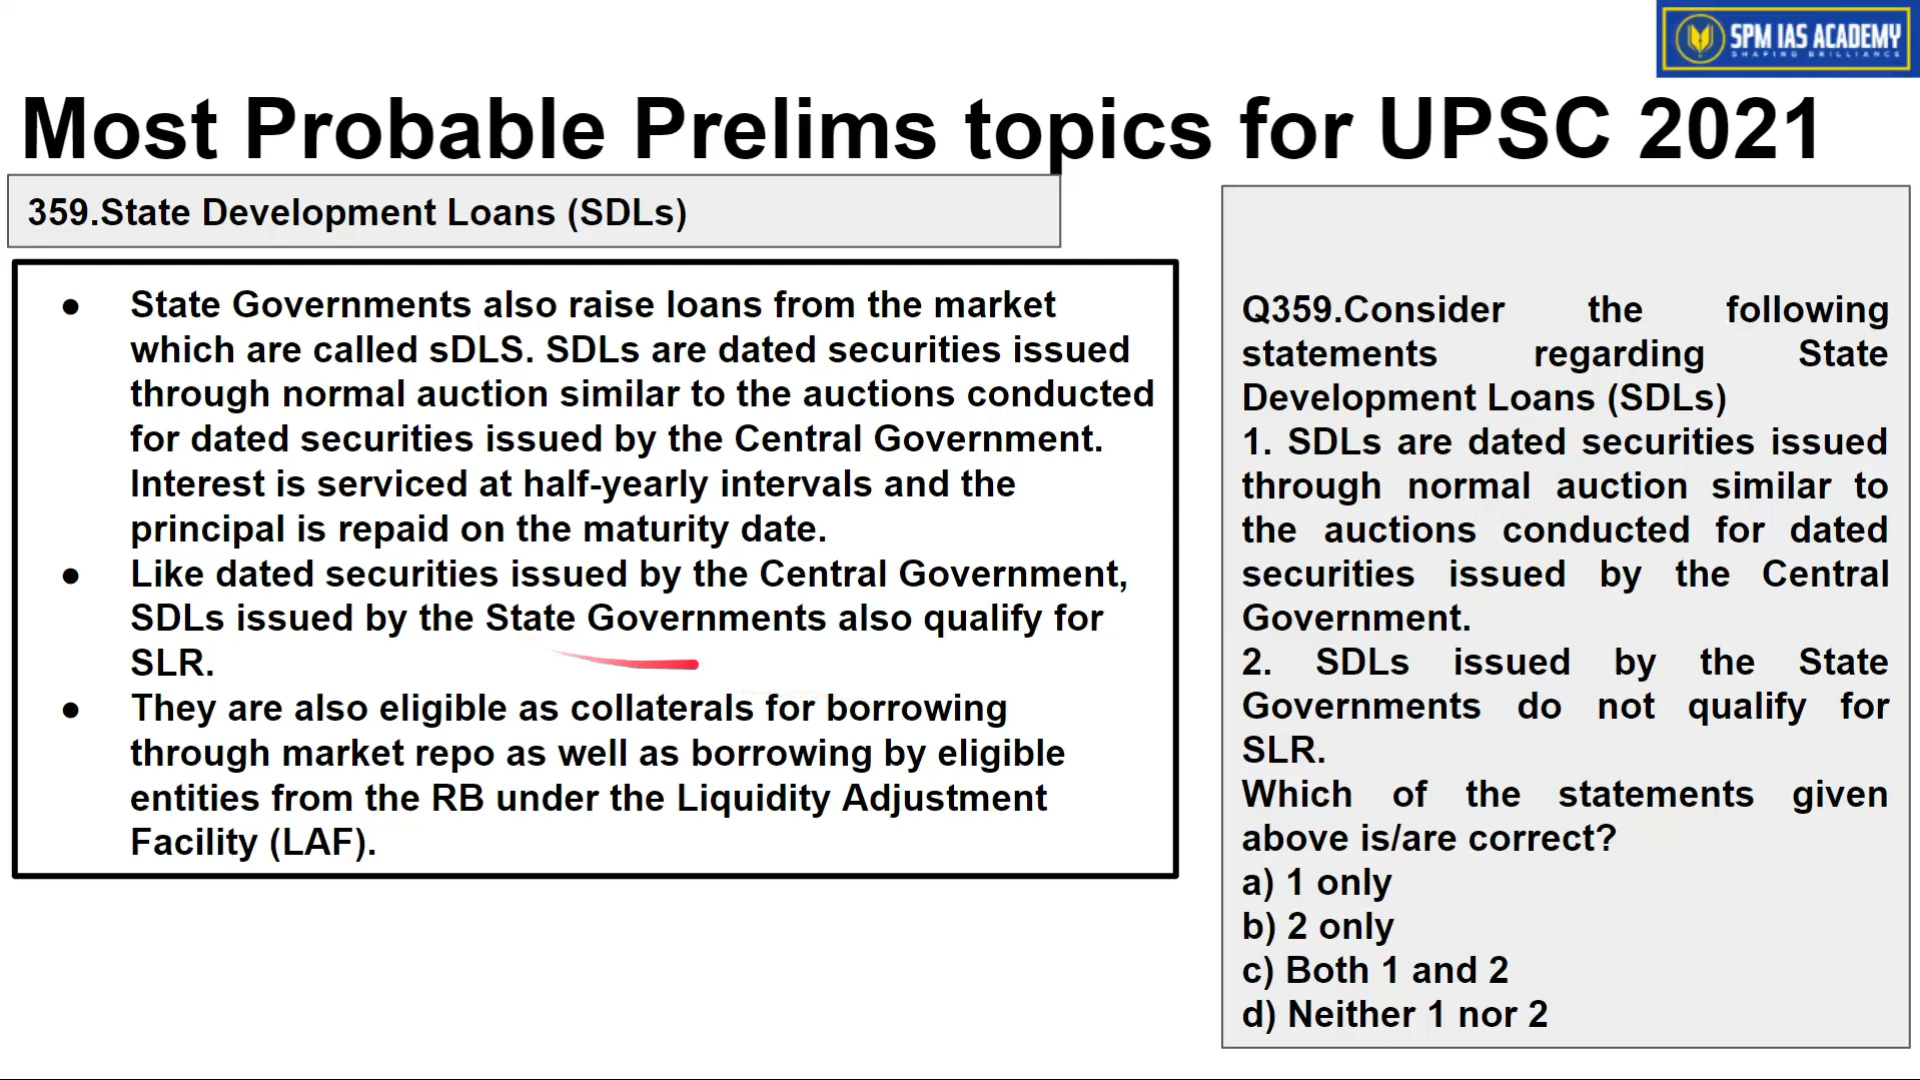 SPM IAS ACADEMY
SHAPING BRILLIANCE
Most Probable Prelims topics for UPSC 2021
359.State Development Loans (SDLs)
● State Governments also raise loans from the market
which are called sDLS. SDLs are dated securities issued
through normal auction similar to the auctions conducted
for dated securities issued by the Central Government.
Interest is serviced at half-yearly intervals and the
principal is repaid on the maturity date.
● Like dated securities issued by the Central Government,
SDLs issued by the State Governments also qualify for
SLR.
● They are also eligible as collaterals for borrowing
through market repo as well as borrowing by eligible
entities from the RB under the Liquidity Adjustment
Facility (LAF).
Q359.Consider the following
statements regarding State
Development Loans (SDLs)
1. SDLs are dated securities issued
through normal auction similar to
the auctions conducted for dated
securities issued by the Central
Government.
2. SDLs issued by the State
Governments do not qualify for
SLR.
Which of the statements given
above is/are correct?
a) 1 only
b) 2 only
c) Both 1 and 2
d) Neither 1 nor 2